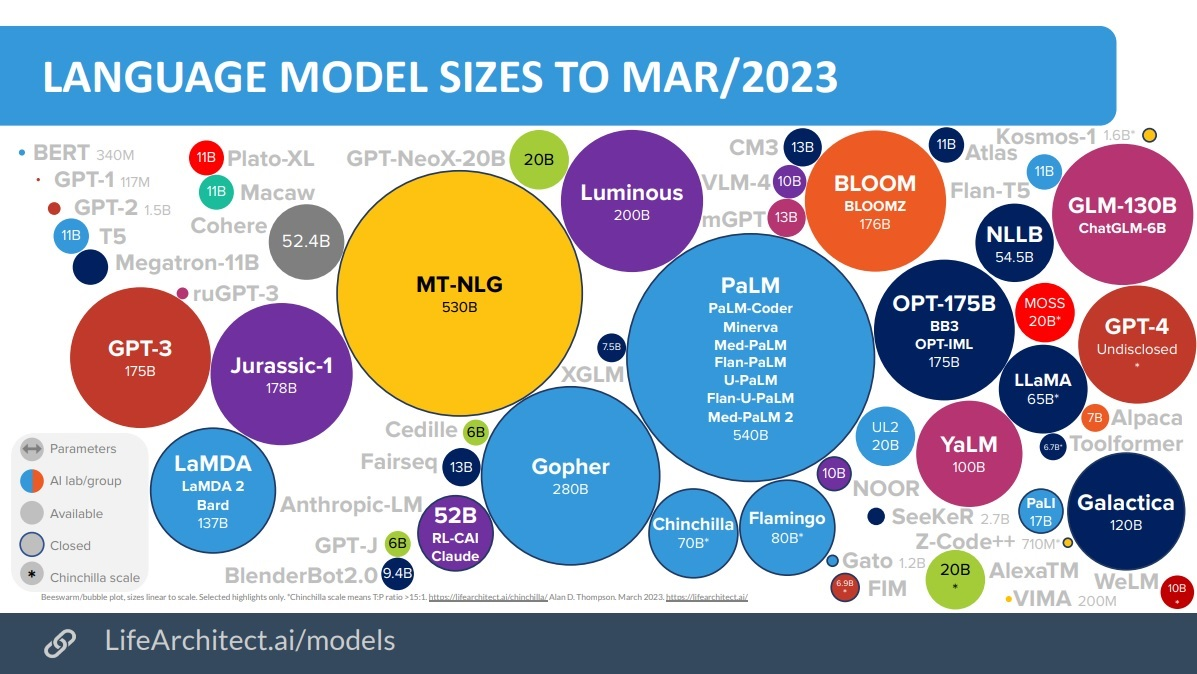 LANGUAGE MODEL SIZES TO MAR/2023
BERT 340M
GPT-1 117M
GPT-2 1.5B
11B T5
Megatron-11B
ruGPT-3
11B Plato-XL
11B Macaw
Cohere
52.4B
GPT-NeoX-20B 20B
Luminous
200B
CM3 13B
VLM-4 10B
mGPT 13B
BLOOM
BLOOMZ
176B
11B Atlas
Kosmos-1 1.6B*
Flan-T5 11B
GLM-130B
ChatGLM-6B
NLLB
54.5B
MT-NLG
530B
PaLM
PaLM-Coder
Minerva
Med-PaLM
Flan-PaLM
U-PaLM
Flan-U-PaLM
Med-PaLM 2
540B
OPT-175B
BB3
OPT-IML
175B
MOSS
20B*
GPT-4
Undisclosed
*
GPT-3
175B
Jurassic-1
178B
7.5B
XGLM
LLaMA
65B*
7B Alpaca
6.7B* Toolformer
UL2
20B
YaLM
100B
Cedille 6B
Fairseq 13B
Gopher
280B
LaMDA
LaMDA 2
Bard
137B
Anthropic-LM
52B
RL-CAI
Claude
GPT-J 6B
BlenderBot2.0 9.4B
Chinchilla
70B*
Flamingo
80B*
10B
NOOR
SeeKeR 2.7B
PaLI
17B
Galactica
120B
Z-Code++ 710M*
Gato 1.2B
6.9B
*
FIM
20B
*
AlexaTM
VIMA 200M
WeLM
10B
*
Parameters
AI lab/group
Available
Closed
* Chinchilla scale
Beeswarm/bubble plot, sizes linear to scale. Selected highlights only. *Chinchilla scale means T:P ratio >15:1. https://lifearchitect.ai/chinchilla/ Alan D. Thompson. March 2023. https://lifearchitect.ai/
LifeArchitect.ai/models